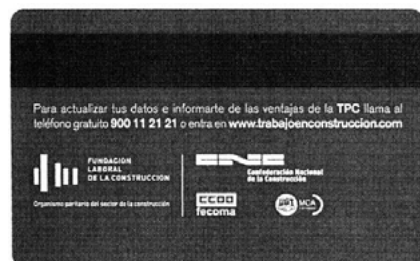 Para actualizar tus datos e informarte de las ventajas de la TPC llama al
teléfono gratuito 900 11 21 21 o entra en www.trabajoenconstruccion.com
FUNDACION
LABORAL
DE LA CONSTRUCCION
Organismo paritario del sector de la construcción
CNC
Confederación Nacional
de la Construcción
CCOO
fecoma
UGT MCA